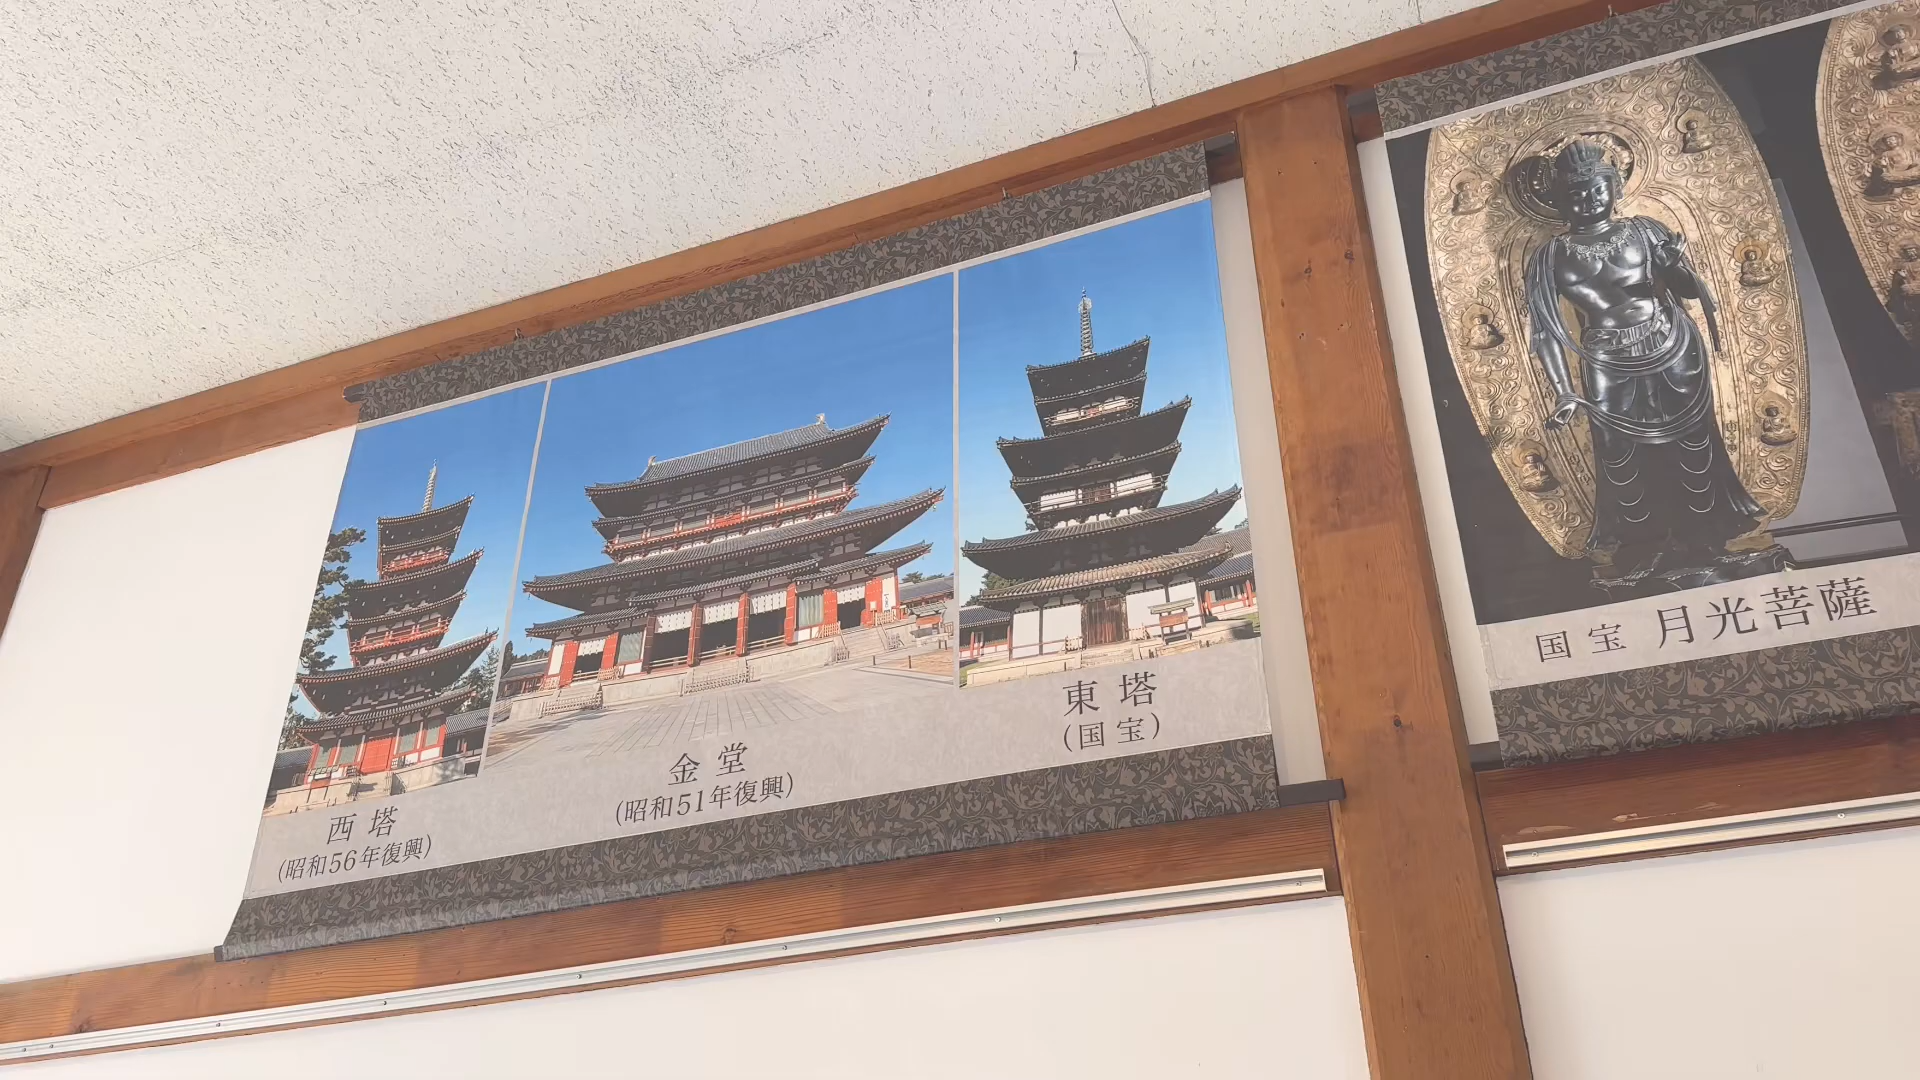 西塔
(昭和56年復興)
金堂
(昭和51年復興)
東塔
(国宝)
国宝 月光菩薩